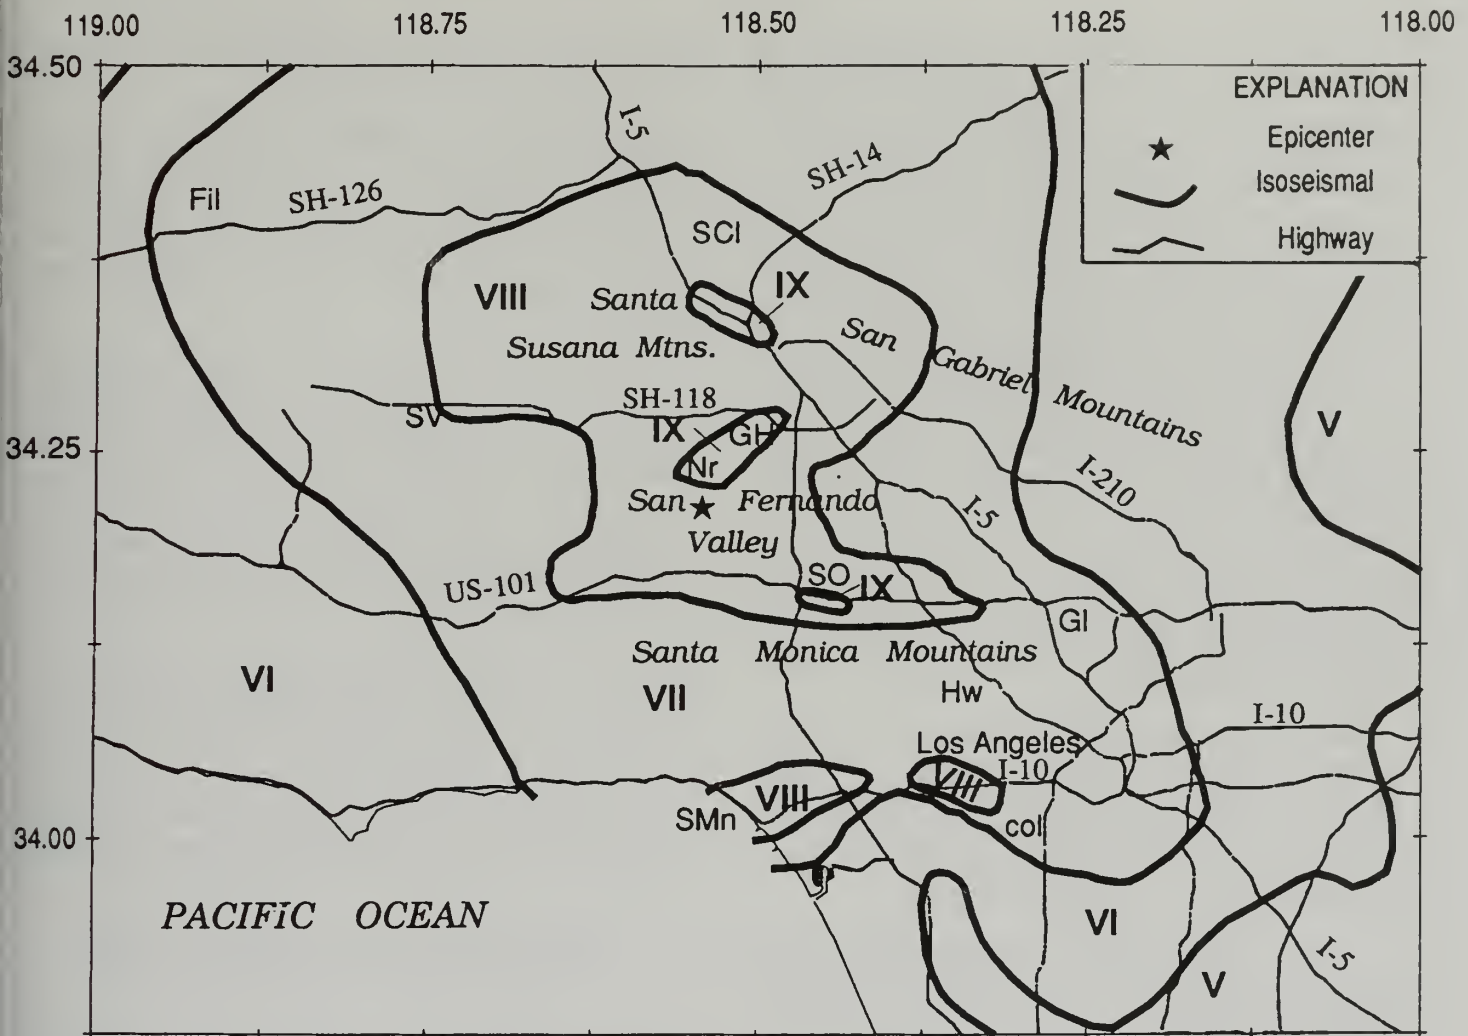 119.00 118.75 118.50 118.25 118.00
34.50
EXPLANATION
Epicenter
Isoseismal
Highway
I-5
SH-14
Fil
SH-126
SCI
VIII
Santa
IX
Susana Mtns.
San
Gabriel
Mountains
SH-118
SV
IX
GH
V
34.25
Nr
I-210
San Fernando
I-5
Valley
US-101
SO
IX
Gl
Santa Monica Mountains
VI
VII
Hw
I-10
Los Angeles
VIII
I-10
VIII
SMn
col
34.00
PACIFIC OCEAN
VI
I-5
V